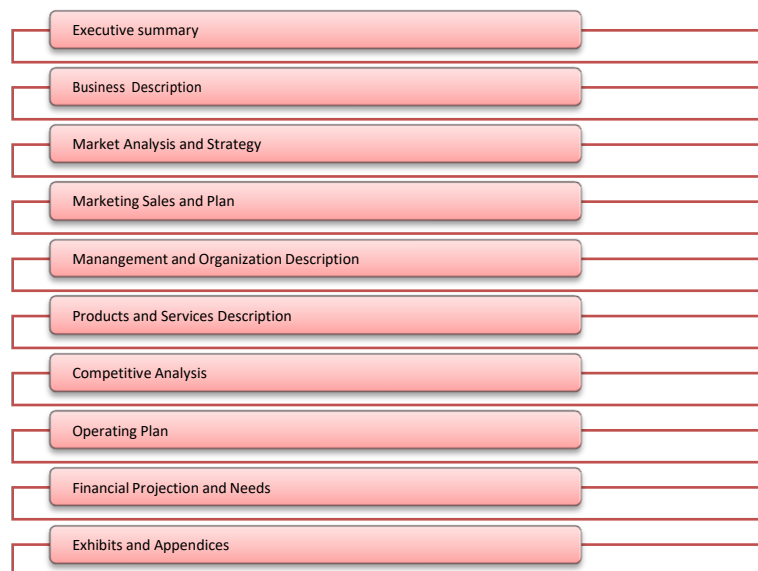 Executive summary
Business Description
Market Analysis and Strategy
Marketing Sales and Plan
Manangement and Organization Description
Products and Services Description
Competitive Analysis
Operating Plan
Financial Projection and Needs
Exhibits and Appendices